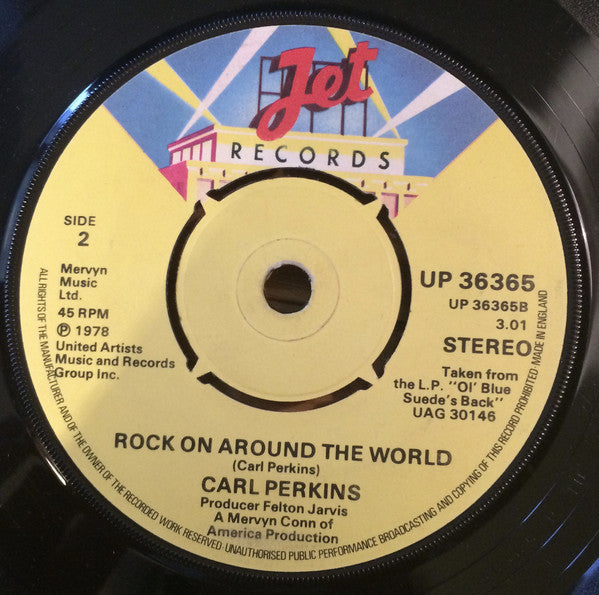 Jet
RECORDS
SIDE
2
Mervyn
Music
Ltd.
45 RPM
Ⓟ 1978
United Artists
Music and Records
Group Inc.
UP 36365
UP 36365B
3.01
STEREO
Taken from
the L.P. "Ol' Blue
Suede's Back"
UAG 30146
ROCK ON AROUND THE WORLD
(Carl Perkins)
CARL PERKINS
Producer Felton Jarvis
A Mervyn Conn of
America Production
ALL RIGHTS OF THE MANUFACTURER AND OF THE OWNER OF THE RECORDED WORK RESERVED·UNAUTHORISED PUBLIC PERFORMANCE BROADCASTING AND COPYING OF THIS RECORD PROHIBITED·MADE IN ENGLAND